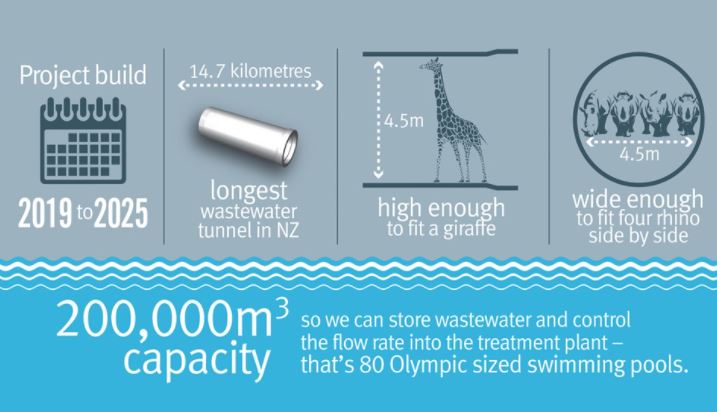 Project build
2019 to 2025
14.7 kilometres
longest
wastewater
tunnel in NZ
4.5m
high enough
to fit a giraffe
4.5m
wide enough
to fit four rhino
side by side
200,000m³
capacity
so we can store wastewater and control
the flow rate into the treatment plant –
that's 80 Olympic sized swimming pools.